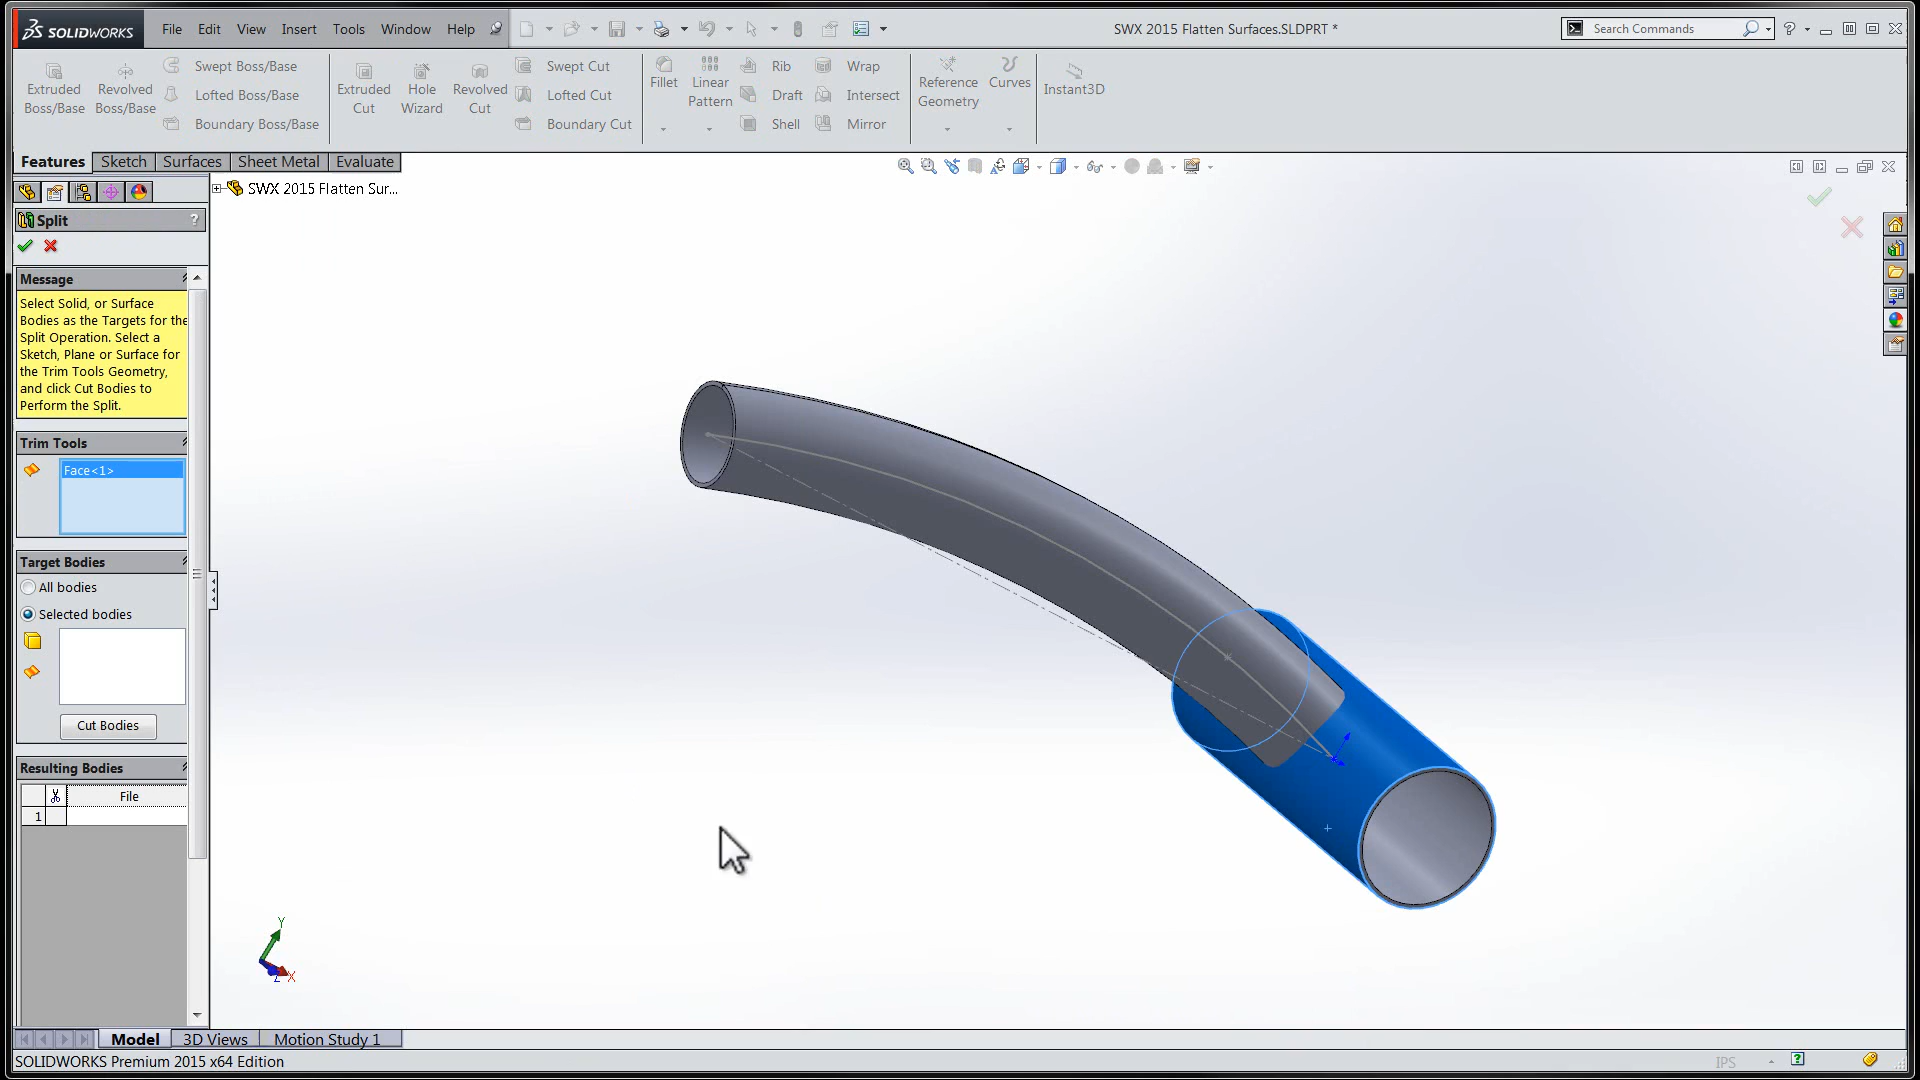 SOLIDWORKS File Edit View Insert Tools Window Help SWX 2015 Flatten Surfaces.SLDPRT * Search Commands ?
Extruded Boss/Base
Revolved Boss/Base
Swept Boss/Base
Lofted Boss/Base
Boundary Boss/Base
Extruded Cut
Hole Wizard
Revolved Cut
Swept Cut
Lofted Cut
Boundary Cut
Fillet
Linear Pattern
Rib
Draft
Shell
Wrap
Intersect
Mirror
Reference Geometry
Curves
Instant3D
Features Sketch Surfaces Sheet Metal Evaluate
SWX 2015 Flatten Sur...
Split ?
Message
Select Solid, or Surface
Bodies as the Targets for the
Split Operation. Select a
Sketch, Plane or Surface for
the Trim Tools Geometry,
and click Cut Bodies to
Perform the Split.
Trim Tools
Face<1>
Target Bodies
All bodies
Selected bodies
Cut Bodies
Resulting Bodies
File
1
Y
Z X
Model 3D Views Motion Study 1
SOLIDWORKS Premium 2015 x64 Edition IPS ?